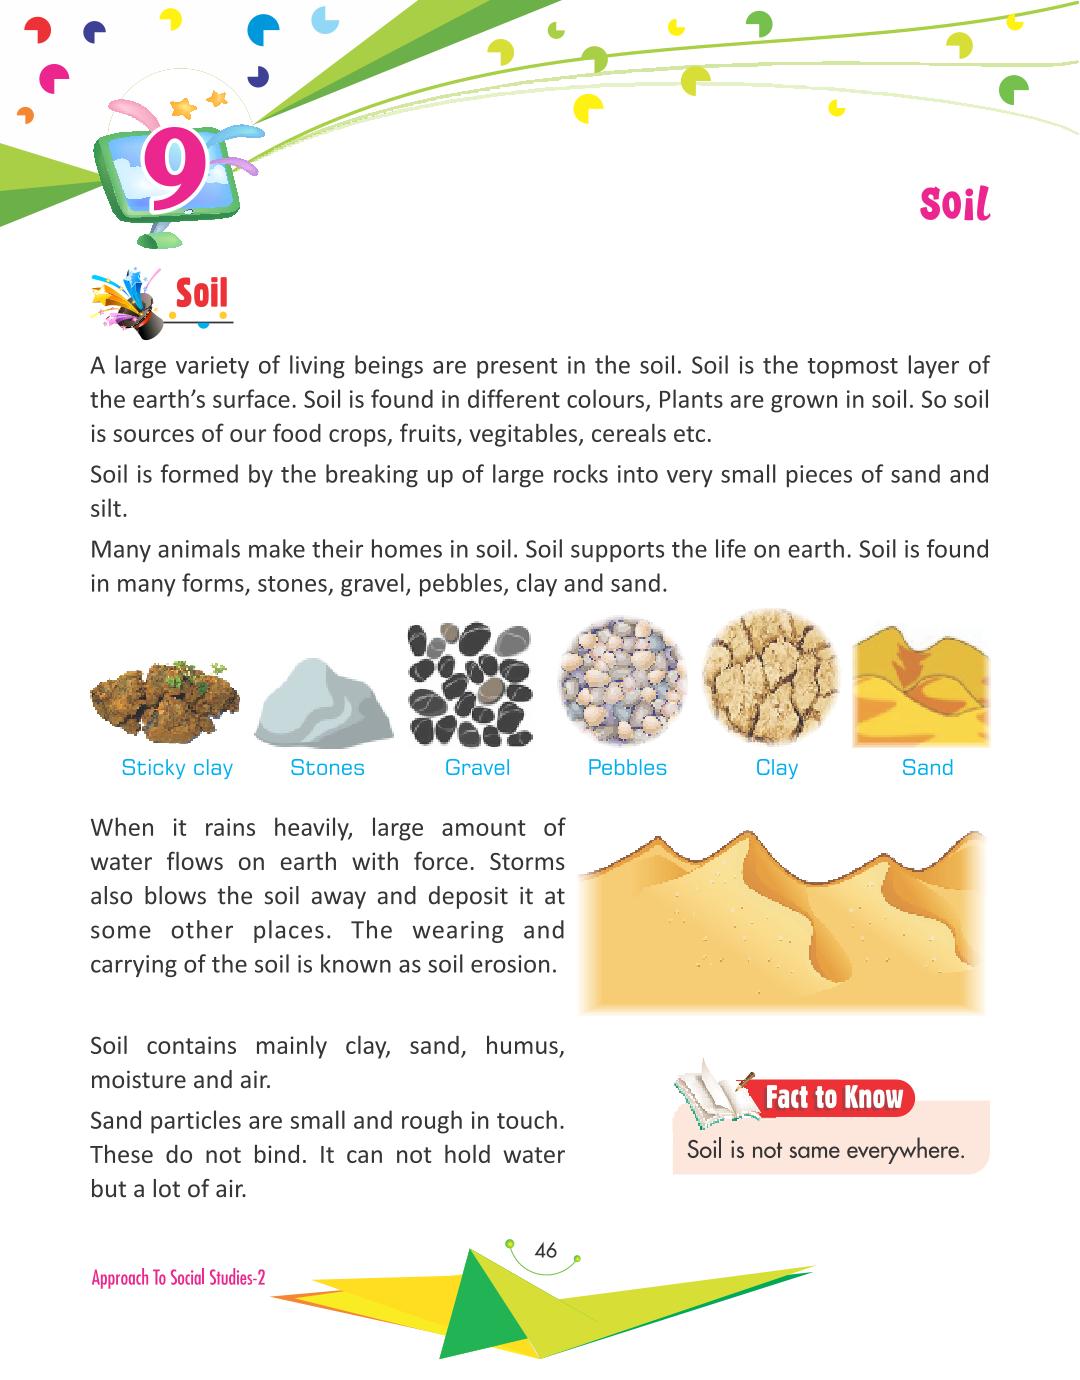 9
Soil
Soil
A large variety of living beings are present in the soil. Soil is the topmost layer of
the earth’s surface. Soil is found in different colours, Plants are grown in soil. So soil
is sources of our food crops, fruits, vegitables, cereals etc.
Soil is formed by the breaking up of large rocks into very small pieces of sand and
silt.
Many animals make their homes in soil. Soil supports the life on earth. Soil is found
in many forms, stones, gravel, pebbles, clay and sand.
Sticky clay Stones Gravel Pebbles Clay Sand
When it rains heavily, large amount of
water flows on earth with force. Storms
also blows the soil away and deposit it at
some other places. The wearing and
carrying of the soil is known as soil erosion.
Soil contains mainly clay, sand, humus,
moisture and air.
Sand particles are small and rough in touch.
These do not bind. It can not hold water
but a lot of air.
Fact to Know
Soil is not same everywhere.
46
Approach To Social Studies-2